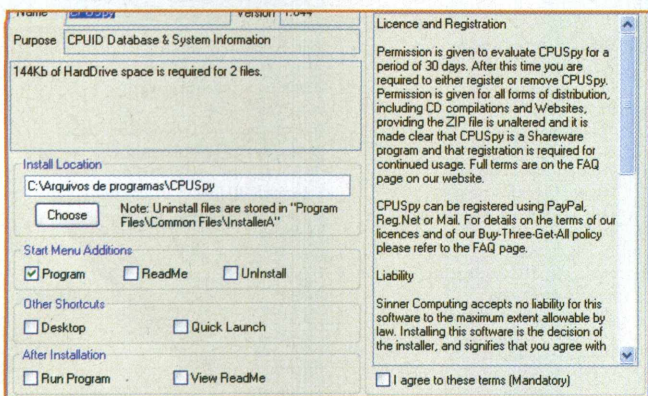 Name CPUSpy Version 1.044
Purpose CPUID Database & System Information
144Kb of HardDrive space is required for 2 files.
Install Location
C:\Arquivos de programas\CPUSpy
Choose
Note: Uninstall files are stored in "Program
Files\Common Files\InstallerA"
Start Menu Additions
Program ReadMe UnInstall
Other Shortcuts
Desktop Quick Launch
After Installation
Run Program View ReadMe
Licence and Registration
Permission is given to evaluate CPUSpy for a
period of 30 days. After this time you are
required to either register or remove CPUSpy.
Permission is given for all forms of distribution,
including CD compilations and Websites,
providing the ZIP file is unaltered and it is
made clear that CPUSpy is a Shareware
program and that registration is required for
continued usage. Full terms are on the FAQ
page on our website.
CPUSpy can be registered using PayPal,
Reg.Net or Mail. For details on the terms of our
licences and of our Buy-Three-Get-All policy
please refer to the FAQ page.
Liability
Sinner Computing accepts no liability for this
software to the maximum extent allowable by
law. Installing this software is the decision of
the installer, and signifies that you agree with
I agree to these terms (Mandatory)